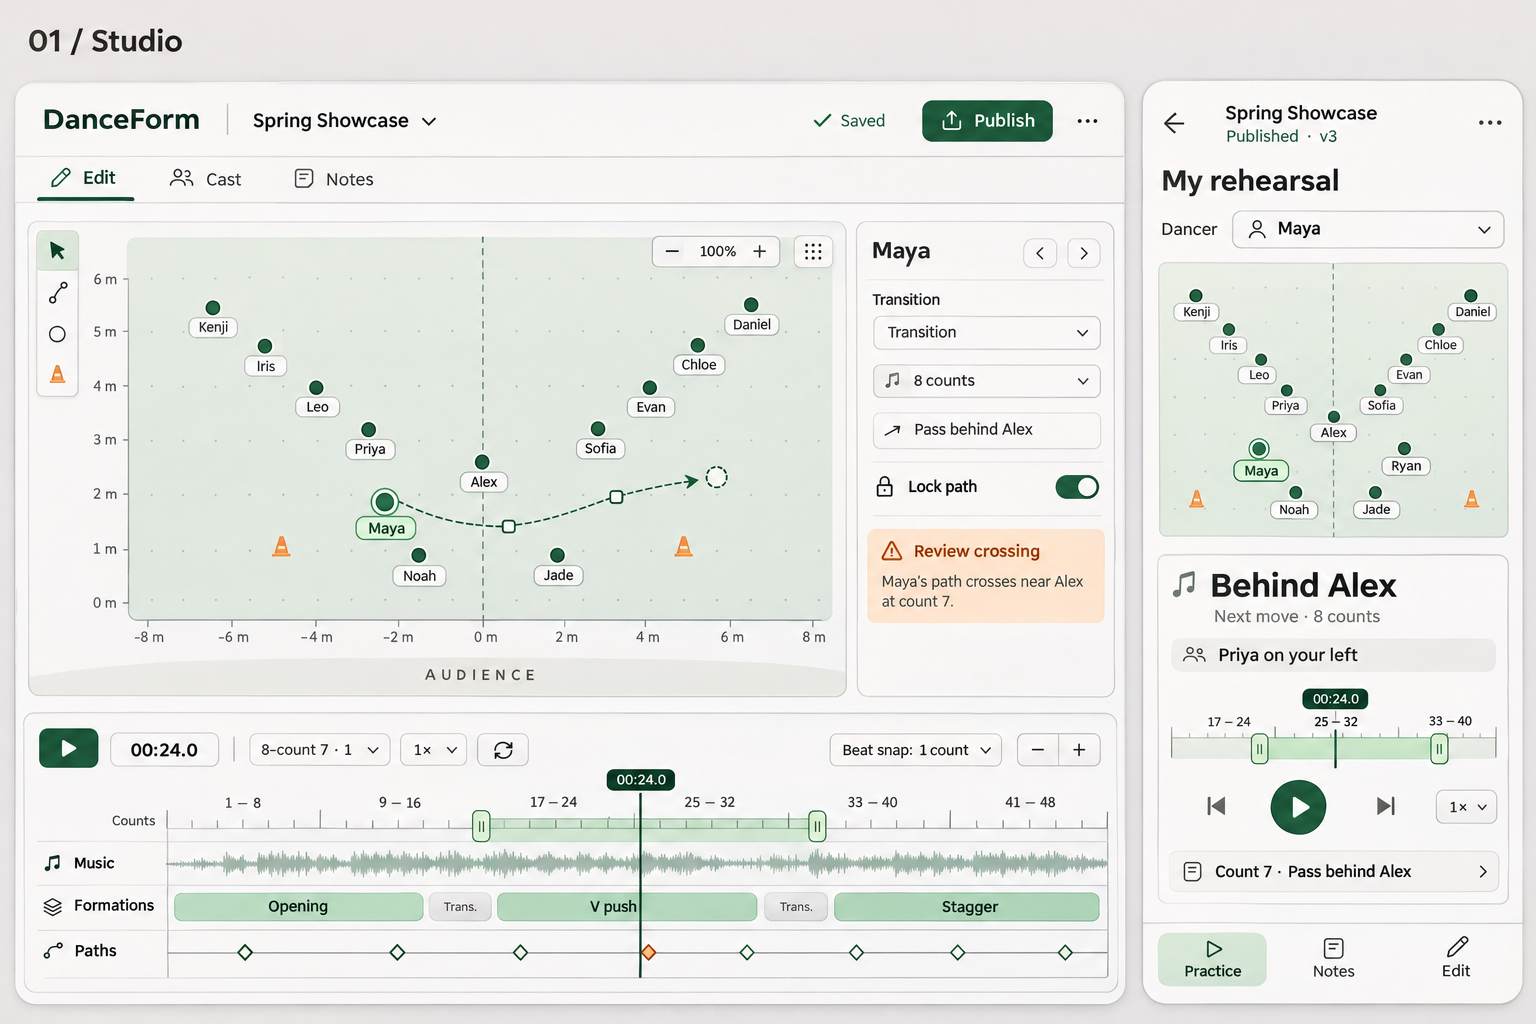 01 / Studio
DanceForm
Spring Showcase
Saved
Publish
Edit
Cast
Notes
100%
6 m
5 m
4 m
3 m
2 m
1 m
0 m
Kenji
Iris
Leo
Priya
Maya
Noah
Alex
Jade
Sofia
Evan
Chloe
Daniel
-8 m
-6 m
-4 m
-2 m
0 m
2 m
4 m
6 m
8 m
AUDIENCE
Maya
Transition
Transition
8 counts
Pass behind Alex
Lock path
Review crossing
Maya's path crosses near Alex
at count 7.
00:24.0
8-count 7 · 1
1×
Beat snap: 1 count
00:24.0
1 – 8
9 – 16
17 – 24
25 – 32
33 – 40
41 – 48
Counts
Music
Formations
Opening
Trans.
V push
Trans.
Stagger
Paths
Spring Showcase
Published · v3
My rehearsal
Dancer
Maya
Kenji
Daniel
Iris
Chloe
Leo
Evan
Priya
Sofia
Alex
Maya
Ryan
Noah
Jade
Behind Alex
Next move · 8 counts
Priya on your left
00:24.0
17 – 24
25 – 32
33 – 40
1×
Count 7 · Pass behind Alex
Practice
Notes
Edit